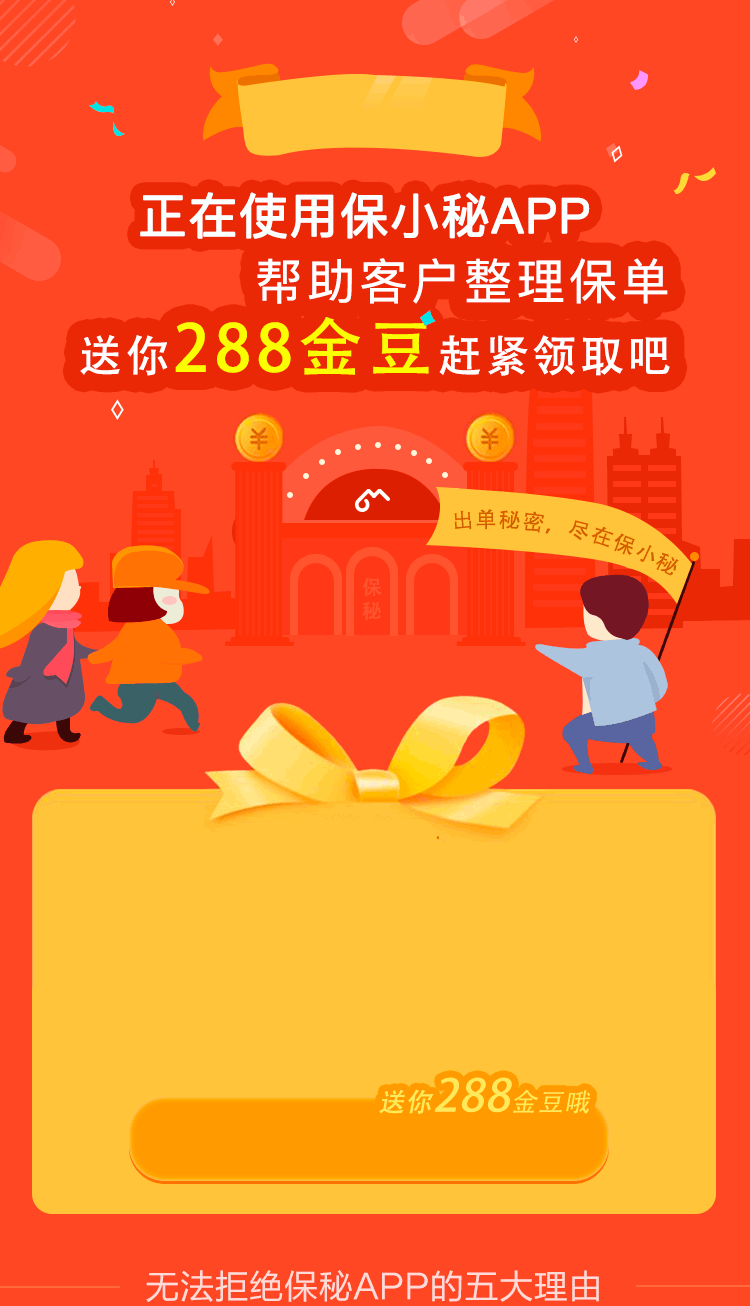 正在使用保小秘APP
帮助客户整理保单
送你288金豆赶紧领取吧
¥ ¥
出单秘密，尽在保小秘
保秘
送你288金豆哦
无法拒绝保秘APP的五大理由